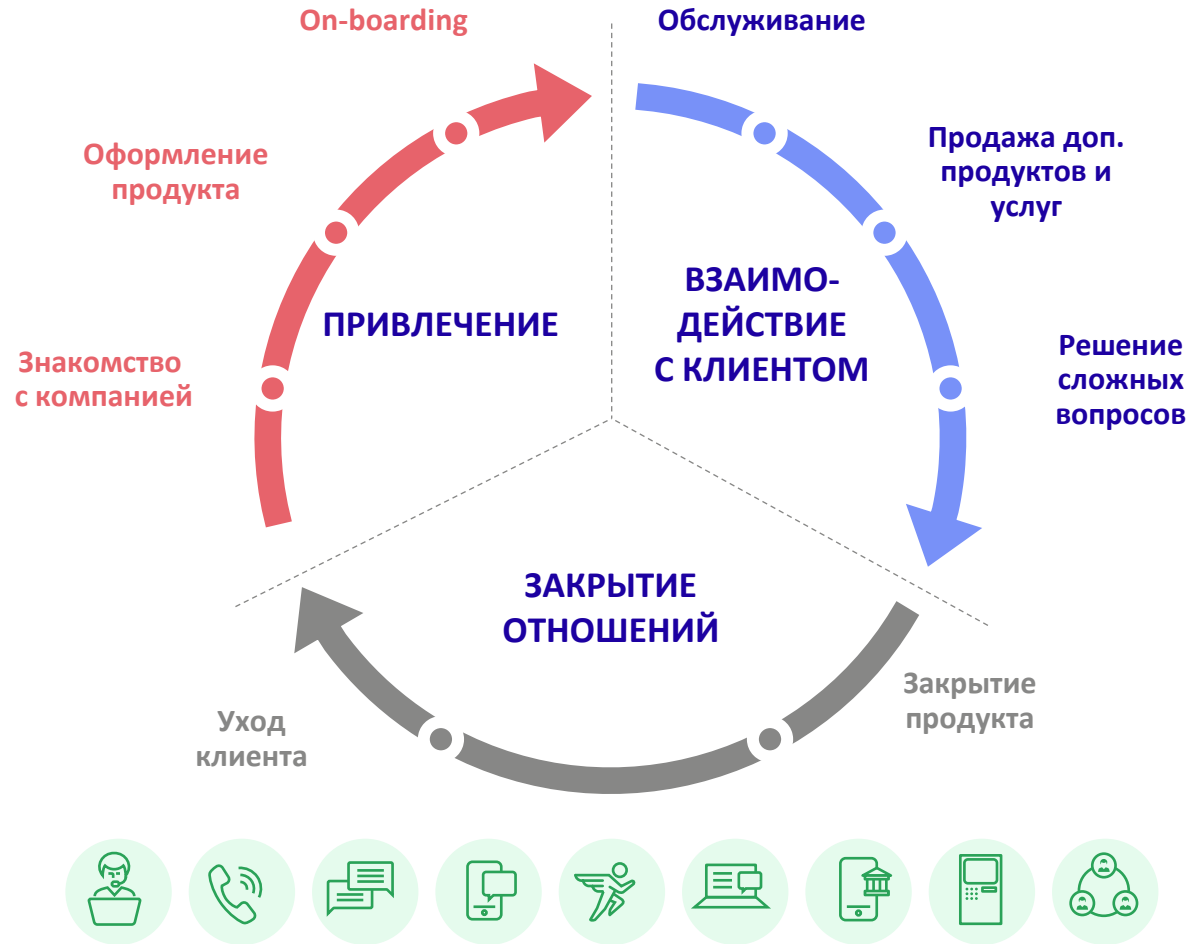 On-boarding
Обслуживание
Оформление
продукта
Продажа доп.
продуктов и
услуг
ПРИВЛЕЧЕНИЕ
ВЗАИМО-
ДЕЙСТВИЕ
С КЛИЕНТОМ
Знакомство
с компанией
Решение
сложных
вопросов
ЗАКРЫТИЕ
ОТНОШЕНИЙ
Закрытие
продукта
Уход
клиента